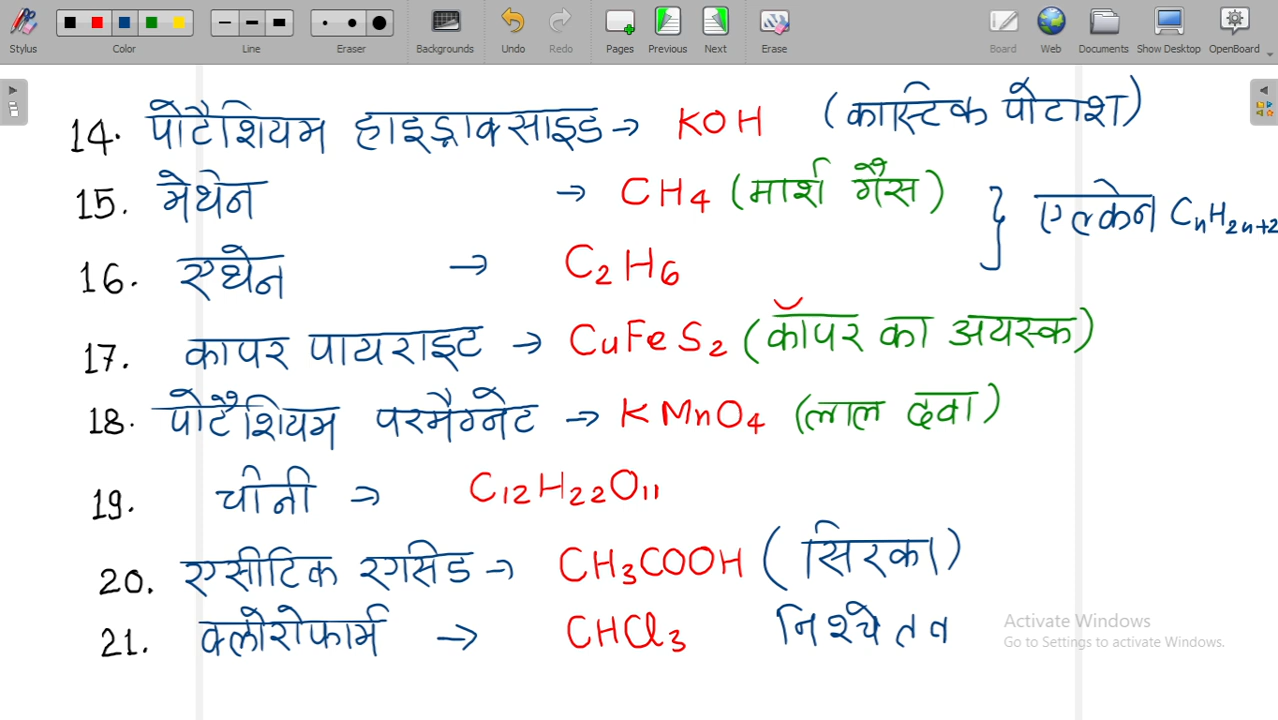 Stylus Color Line Eraser Backgrounds Undo Redo Pages Previous Next Erase Board Web Documents Show Desktop OpenBoard
14. पोटैशियम हाइड्राक्साइड → KOH (कास्टिक पोटाश)
15. मेथेन → CH4 (मार्श गैस) } एल्केन CnH2n+2
16. एथेन → C2H6
17. कापर पायराइट → CuFeS2 (कॉपर का अयस्क)
18. पोटैशियम परमैग्नेट → KMnO4 (लाल दवा)
19. चीनी → C12H22O11
20. एसीटिक एगसिड → CH3COOH (सिरका)
21. क्लोरोफार्म → CHCl3 निश्चेतन
Activate Windows
Go to Settings to activate Windows.